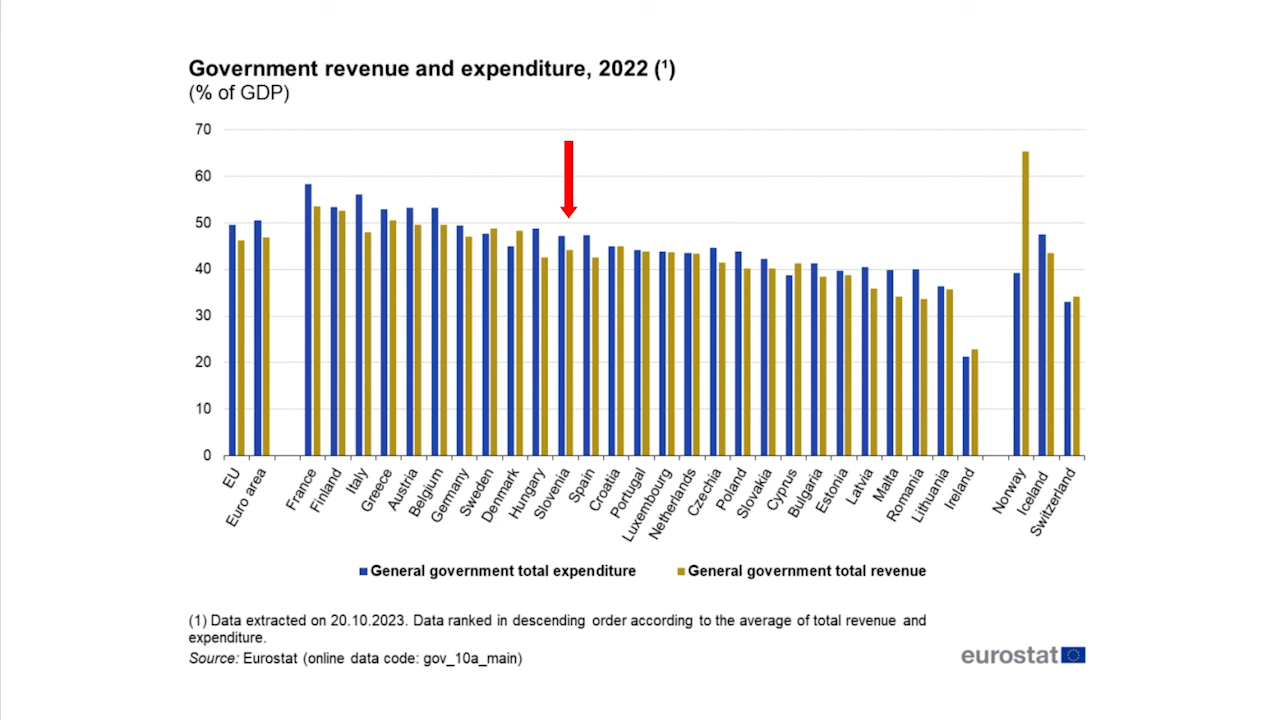 Government revenue and expenditure, 2022 (¹)
(% of GDP)
70
60
50
40
30
20
10
0
EU
Euro area
France
Finland
Italy
Greece
Austria
Belgium
Germany
Sweden
Denmark
Hungary
Slovenia
Spain
Croatia
Portugal
Luxembourg
Netherlands
Czechia
Poland
Slovakia
Cyprus
Bulgaria
Estonia
Latvia
Malta
Romania
Lithuania
Ireland
Norway
Iceland
Switzerland
General government total expenditure
General government total revenue
(1) Data extracted on 20.10.2023. Data ranked in descending order according to the average of total revenue and
expenditure.
Source: Eurostat (online data code: gov_10a_main)
eurostat